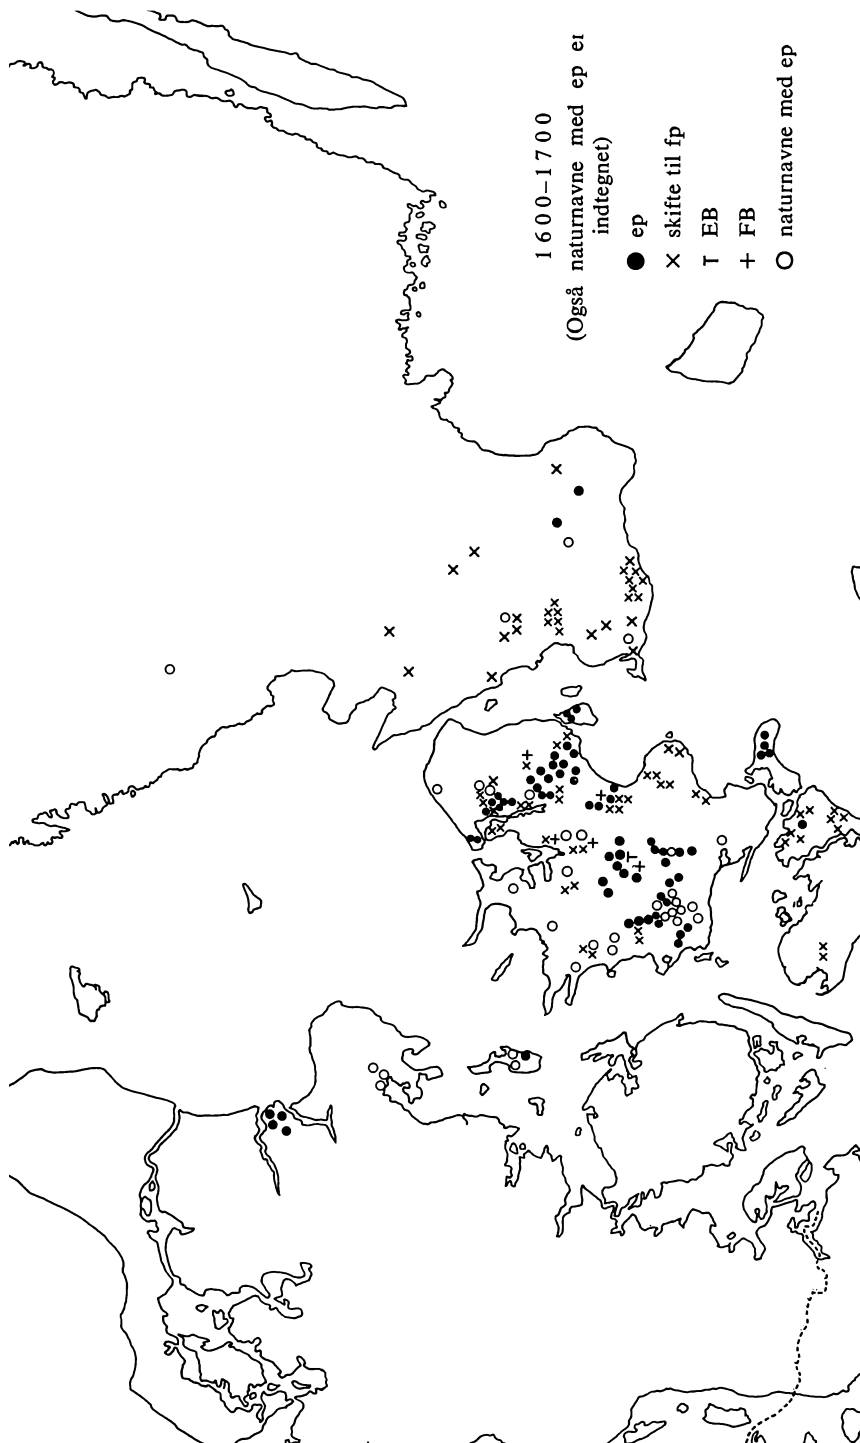 1600–1700
(Også naturnavne med ep er
indtegnet)
● ep
× skifte til fp
T EB
+ FB
○ naturnavne med ep